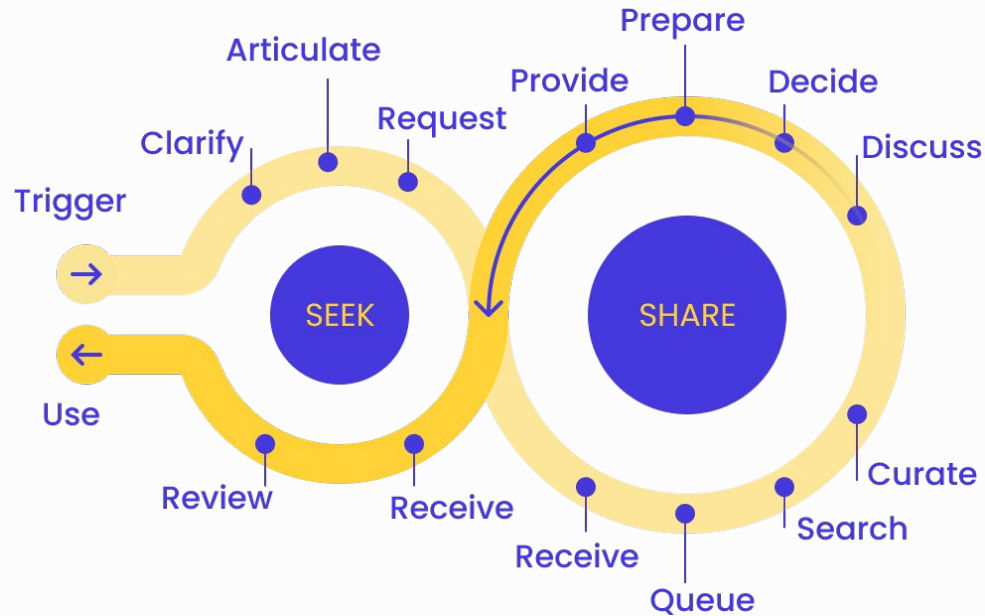 Trigger
Clarify
Articulate
Request
SEEK
Receive
Queue
Search
Curate
Discuss
Decide
Prepare
Provide
SHARE
Receive
Review
Use